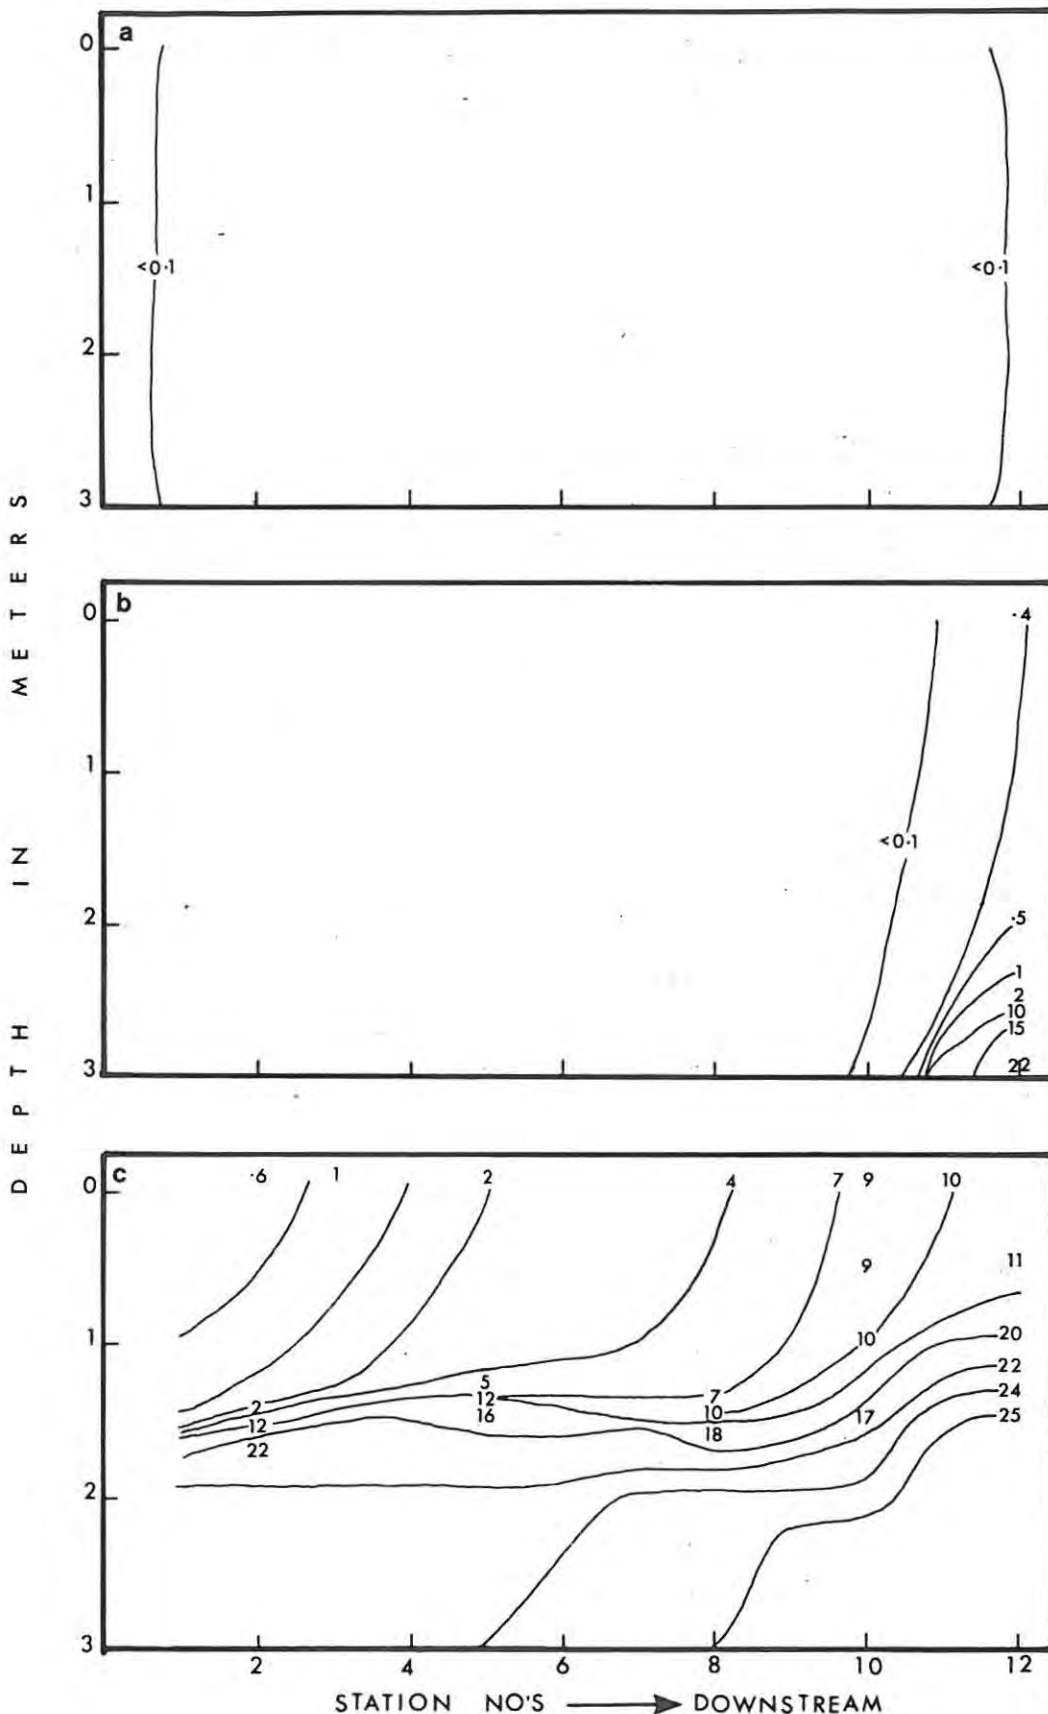 a
0
1
<0·1 <0·1
2
3
b
0 ·4
1
<0·1
2 ·5
1
2
10
15
3 22
c
·6 1 2 4 7 9 10
0
9 11
1 10 20
5 22
2 12 7 24
12 16 10 17 25
22 18
2
3
2 4 6 8 10 12
STATION NO'S DOWNSTREAM
DEPTH IN METERS